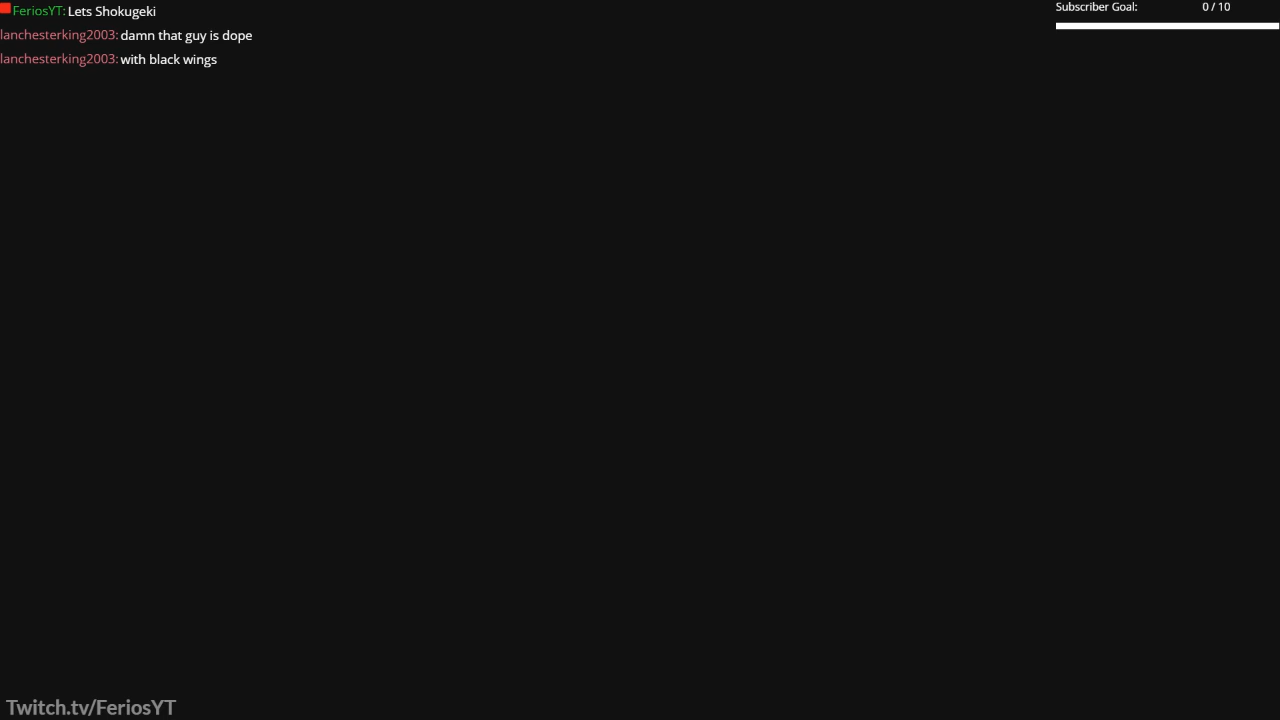 FeriosYT: Lets Shokugeki
lanchesterking2003: damn that guy is dope
lanchesterking2003: with black wings
Subscriber Goal: 0 / 10
Twitch.tv/FeriosYT